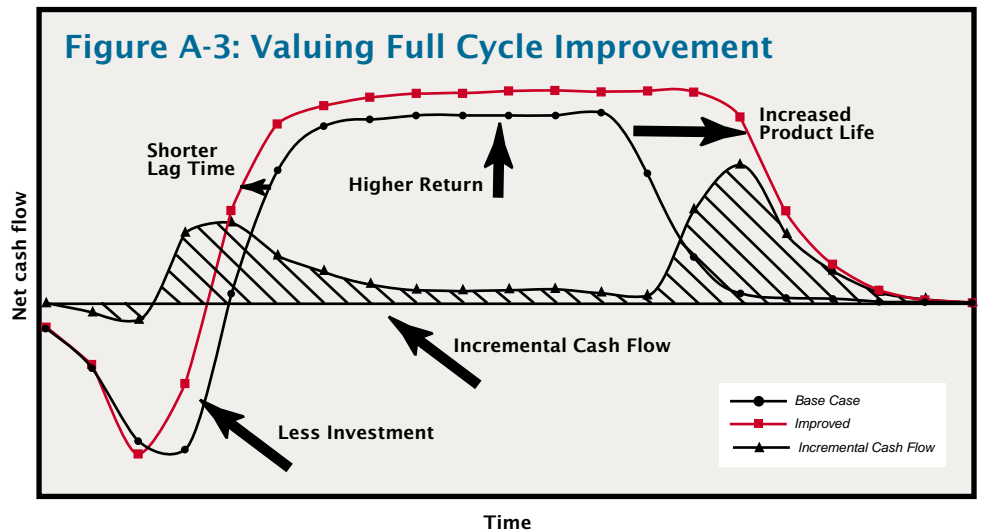 Figure A-3: Valuing Full Cycle Improvement
Increased
Product Life
Shorter
Lag Time
Higher Return
Net cash flow
Incremental Cash Flow
Less Investment
Base Case
Improved
Incremental Cash Flow
Time